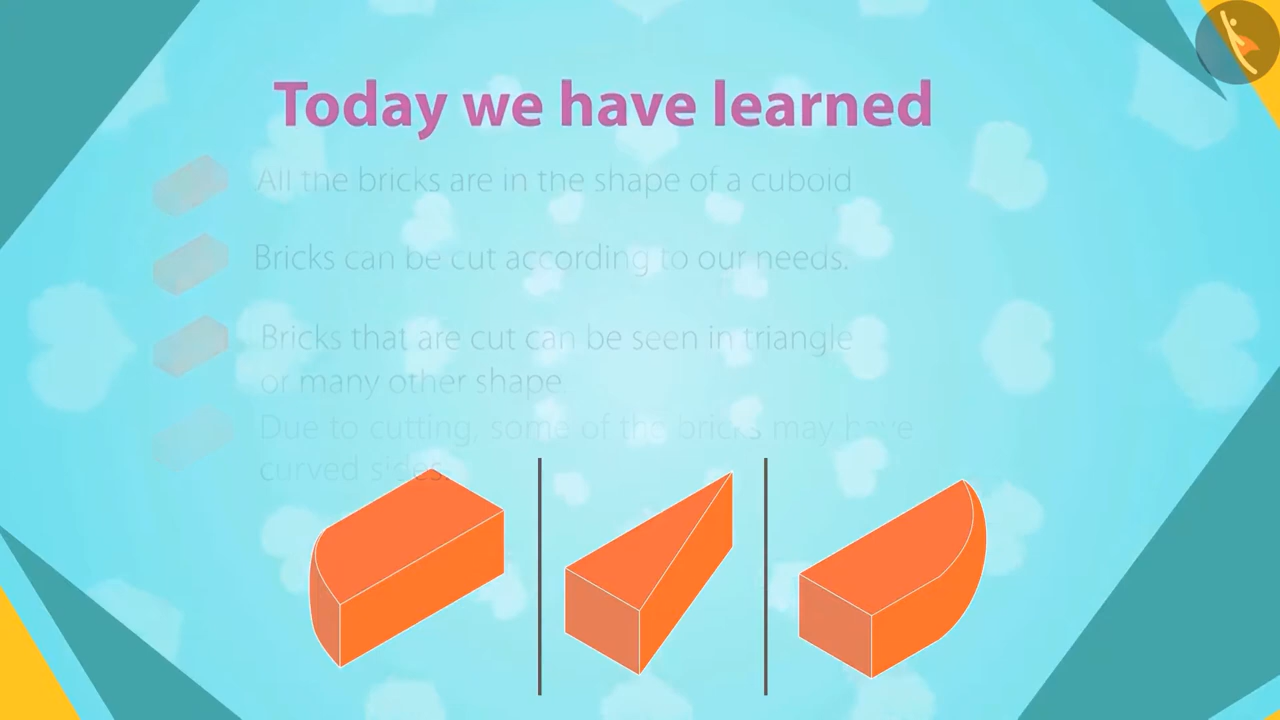 Today we have learned
All the bricks are in the shape of a cuboid
Bricks can be cut according to our needs.
Bricks that are cut can be seen in triangle
or many other shape
Due to cutting, some of the bricks may have
curved sides.